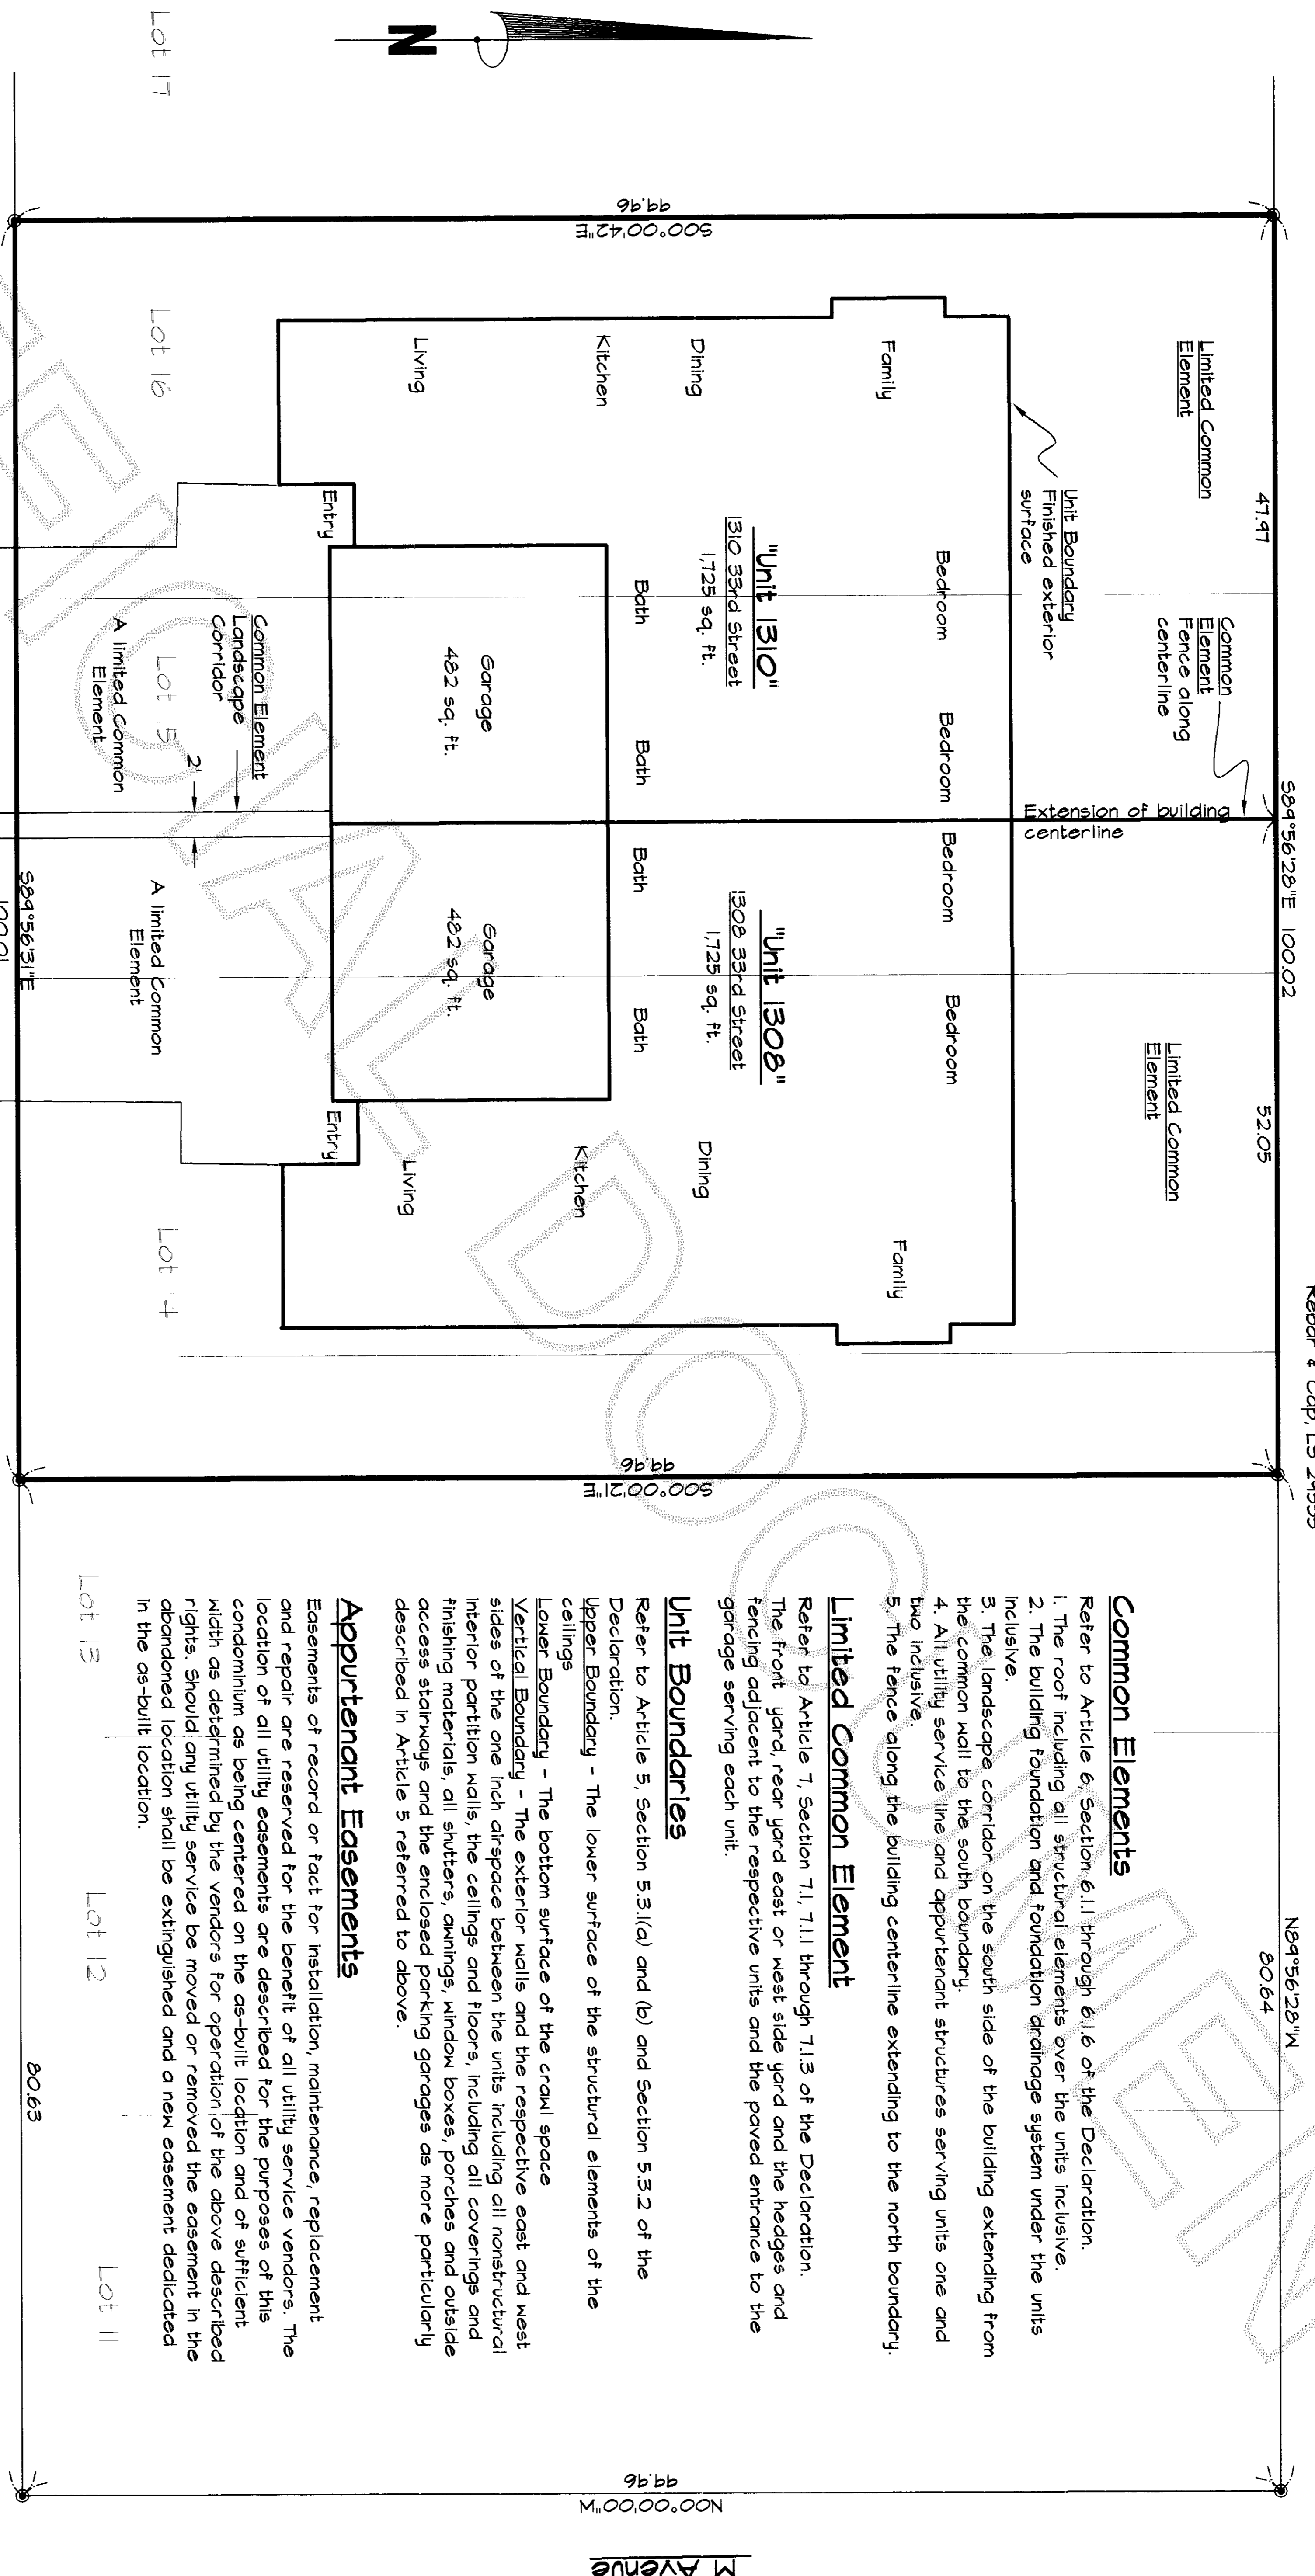 N
Lot 17
S89°56'28"E 100.02
47.97
52.05
N89°56'28"W
80.64
Limited Common
Element
Common
Element
Fence along
centerline
Extension of building
centerline
Limited Common
Element
Unit Boundary
Finished exterior
surface
S00°00'42"E
99.96
Family
Bedroom
Bedroom
Bedroom
Bedroom
Family
"Unit 1310"
1310 33rd Street
1,725 sq. ft.
"Unit 1308"
1308 33rd Street
1,725 sq. ft.
Dining
Dining
Kitchen
Bath
Bath
Bath
Bath
Kitchen
Living
Garage
482 sq. ft.
Garage
482 sq. ft.
Living
Entry
Entry
Common Element
Landscape
Corridor
2'
A limited Common
Element
A limited Common
Element
Lot 16
Lot 15
Lot 14
S89°56'31"E
100.01
S00°00'21"E
99.96
Common Elements
Refer to Article 6, Section 6.1.1 through 6.1.6 of the Declaration.
1. The roof including all structural elements over the units inclusive.
2. The building foundation and foundation drainage system under the units
inclusive.
3. The landscape corridor on the south side of the building extending from
the common wall to the south boundary.
4. All utility service line and appurtenant structures serving units one and
two inclusive.
5. The fence along the building centerline extending to the north boundary.
Limited Common Element
Refer to Article 7, Section 7.1, 7.1.1 through 7.1.3 of the Declaration.
The front yard, rear yard east or west side yard and the hedges and
fencing adjacent to the respective units and the paved entrance to the
garage serving each unit.
Unit Boundaries
Refer to Article 5, Section 5.3.1(a) and (b) and Section 5.3.2 of the
Declaration.
Upper Boundary - The lower surface of the structural elements of the
ceilings
Lower Boundary - The bottom surface of the crawl space
Vertical Boundary - The exterior walls and the respective east and west
sides of the one inch airspace between the units including all nonstructural
interior partition walls, the ceilings and floors, including all coverings and
finishing materials, all shutters, awnings, window boxes, porches and outside
access stairways and the enclosed parking garages as more particularly
described in Article 5 referred to above.
Appurtenant Easements
Easements of record or fact for installation, maintenance, replacement
and repair are reserved for the benefit of all utility service vendors. The
location of all utility easements are described for the purposes of this
condominium as being centered on the as-built location and of sufficient
width as determined by the vendors for operation of the above described
rights. Should any utility service be moved or removed the easement in the
abandoned location shall be extinguished and a new easement dedicated
in the as-built location.
Lot 13
Lot 12
Lot 11
80.63
N00°00'00"W
99.96
M Avenue
DOCUMEN